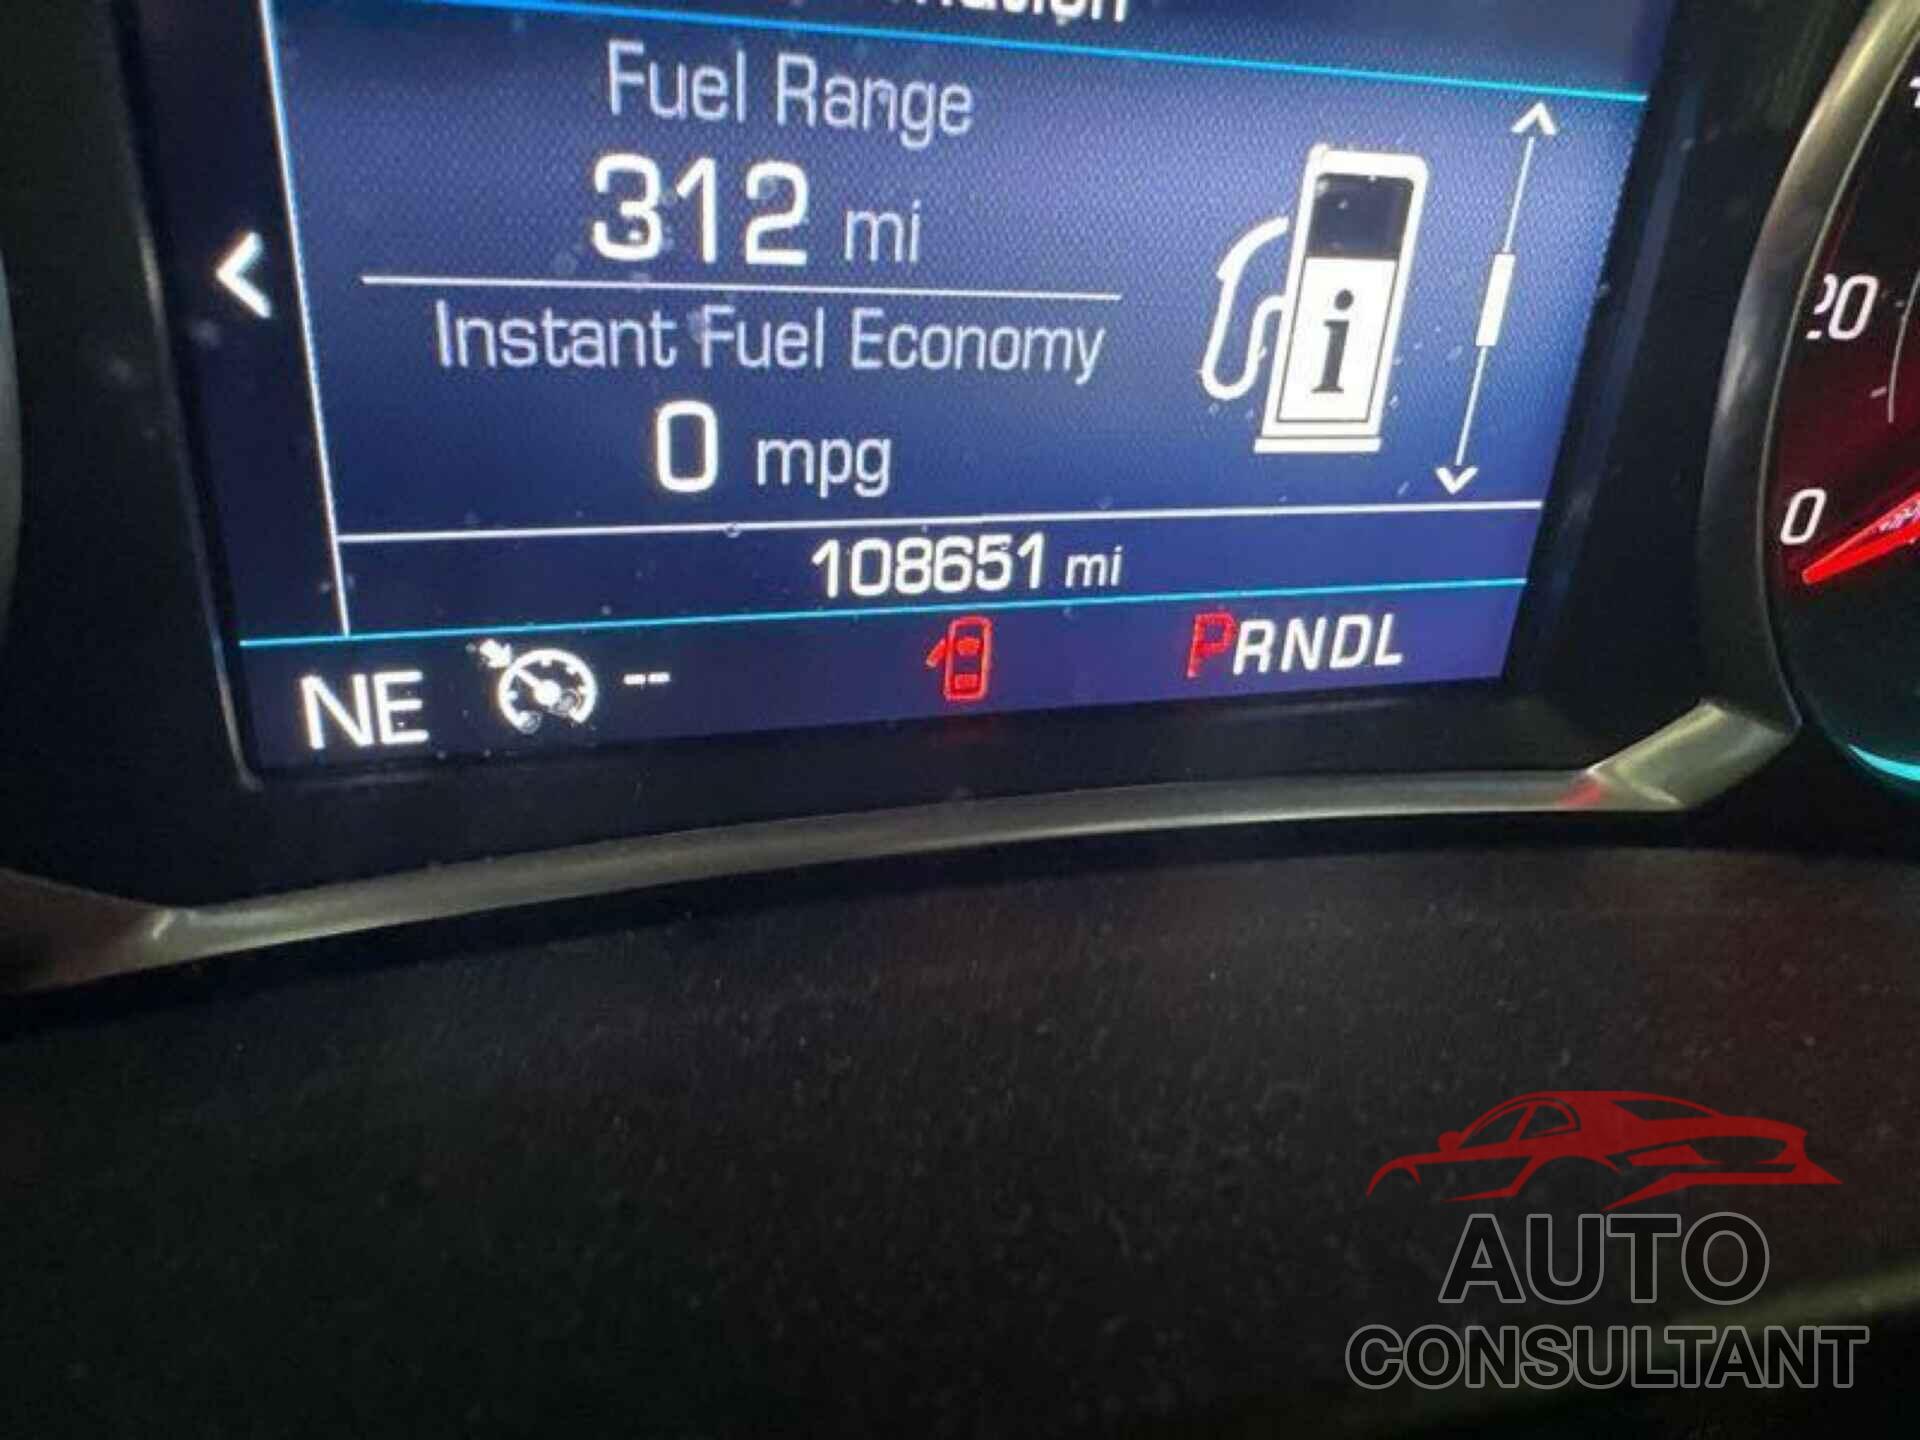 Fuel Range
312 mi
Instant Fuel Economy
0 mpg
i
108651 mi
NE -- PRNDL
20
0
AUTO
CONSULTANT